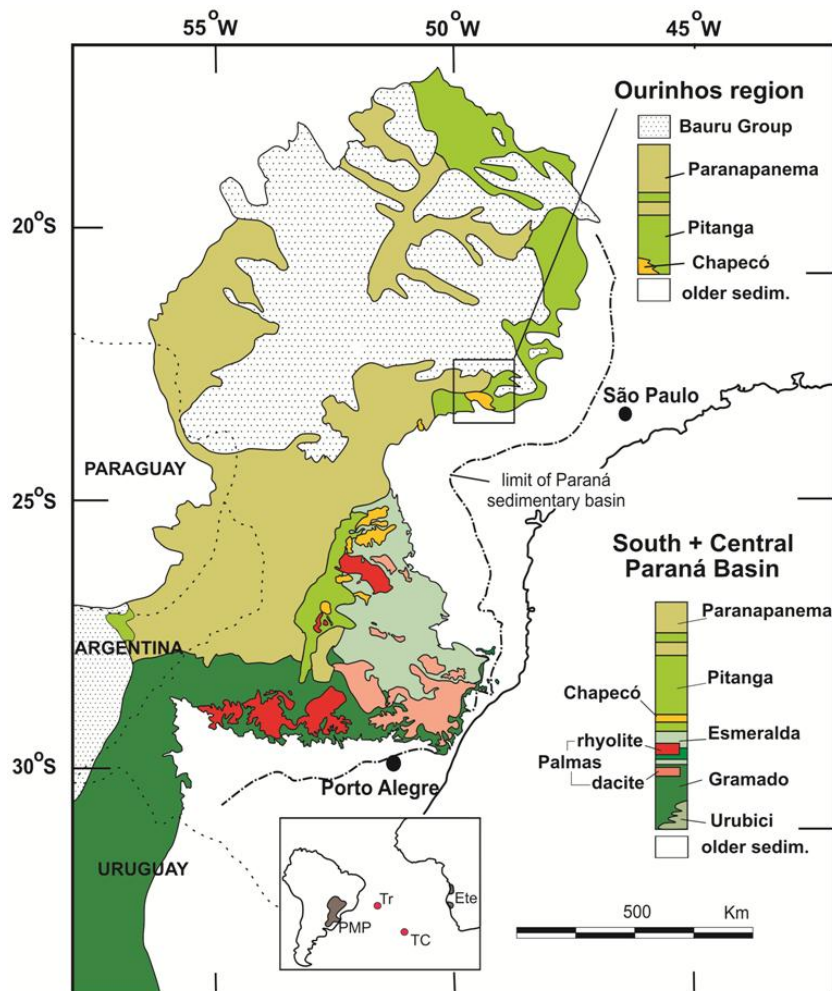 55°W
50°W
45°W
Ourinhos region
Bauru Group
Paranapanema
Pitanga
Chapecó
older sedim.
20°S
São Paulo
PARAGUAY
limit of Paraná
sedimentary basin
25°S
South + Central
Paraná Basin
Paranapanema
ARGENTINA
Pitanga
Chapecó
Esmeralda
rhyolite
Palmas
dacite
Gramado
Urubici
older sedim.
30°S
Porto Alegre
URUGUAY
Tr
Ete
PMP
TC
500
Km